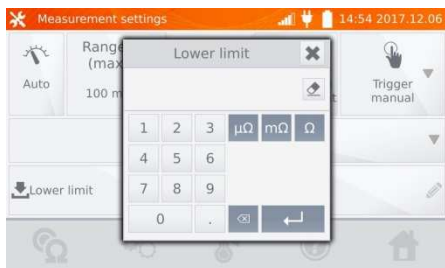 Measurement settings 14:54 2017.12.06
Auto
Range
(max
100 m
Lower limit
Trigger
manual
1 2 3 μΩ mΩ Ω
4 5 6
7 8 9
0 .
Lower limit